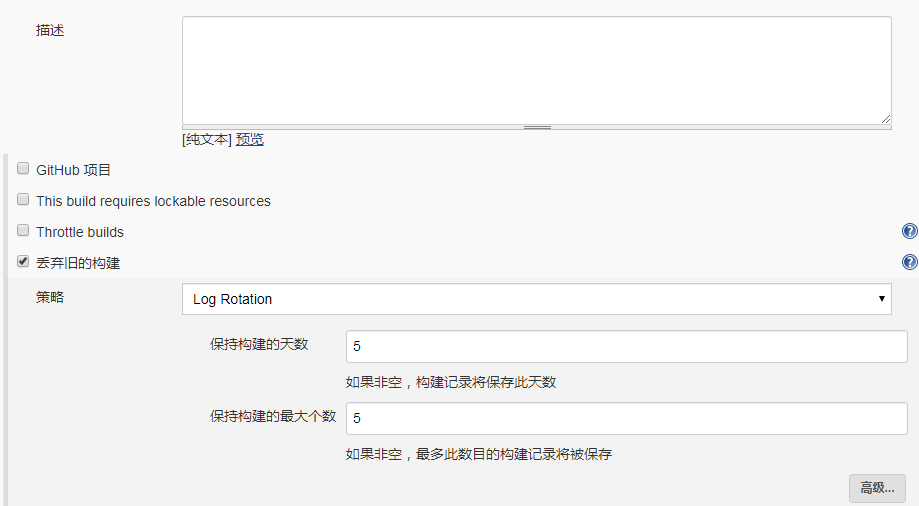 描述
[纯文本] 预览
GitHub 项目
This build requires lockable resources
Throttle builds
丢弃旧的构建
策略
Log Rotation
保持构建的天数
5
如果非空，构建记录将保存此天数
保持构建的最大个数
5
如果非空，最多此数目的构建记录将被保存
高级...